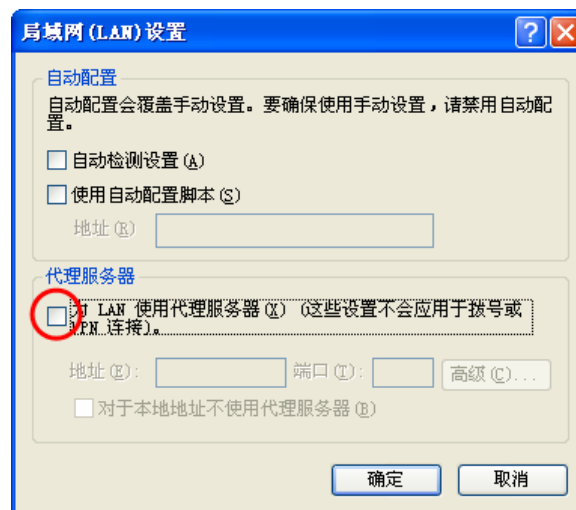 局域网(LAN)设置
自动配置
自动配置会覆盖手动设置。要确保使用手动设置,请禁用自动配
置。
自动检测设置(A)
使用自动配置脚本(S)
地址(R)
代理服务器
对 LAN 使用代理服务器(X) (这些设置不会应用于拨号或
VPN 连接)。
地址(E): 端口(T): 高级(C)...
对于本地地址不使用代理服务器(B)
确定 取消